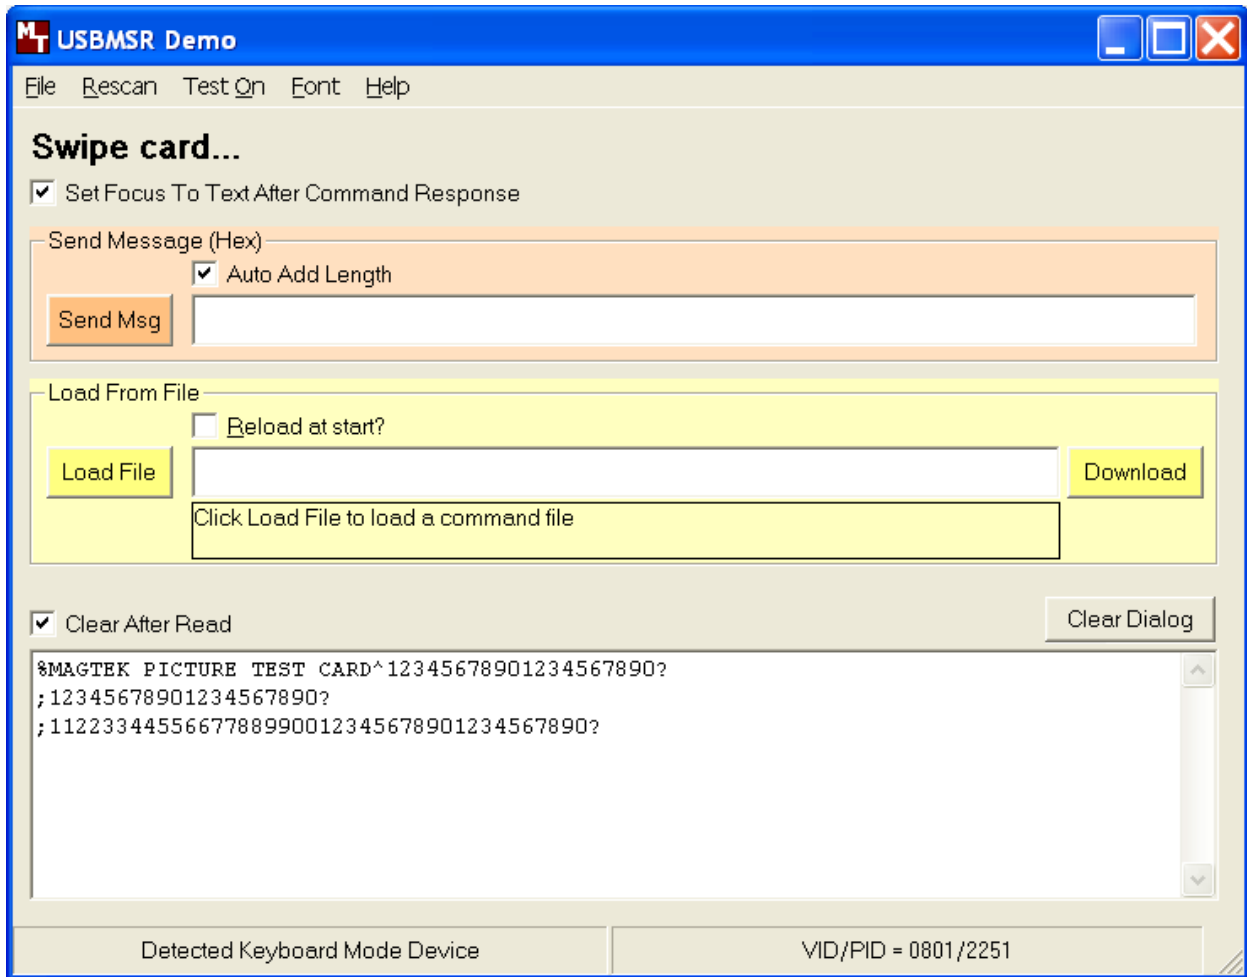 MT USBMSR Demo
File Rescan Test On Font Help
Swipe card...
Set Focus To Text After Command Response
Send Message (Hex)
Auto Add Length
Send Msg
Load From File
Reload at start?
Load File Download
Click Load File to load a command file
Clear After Read Clear Dialog
%MAGTEK PICTURE TEST CARD^12345678901234567890?
;12345678901234567890?
;112233445566778899001234567890123456​7890?
Detected Keyboard Mode Device VID/PID = 0801/2251